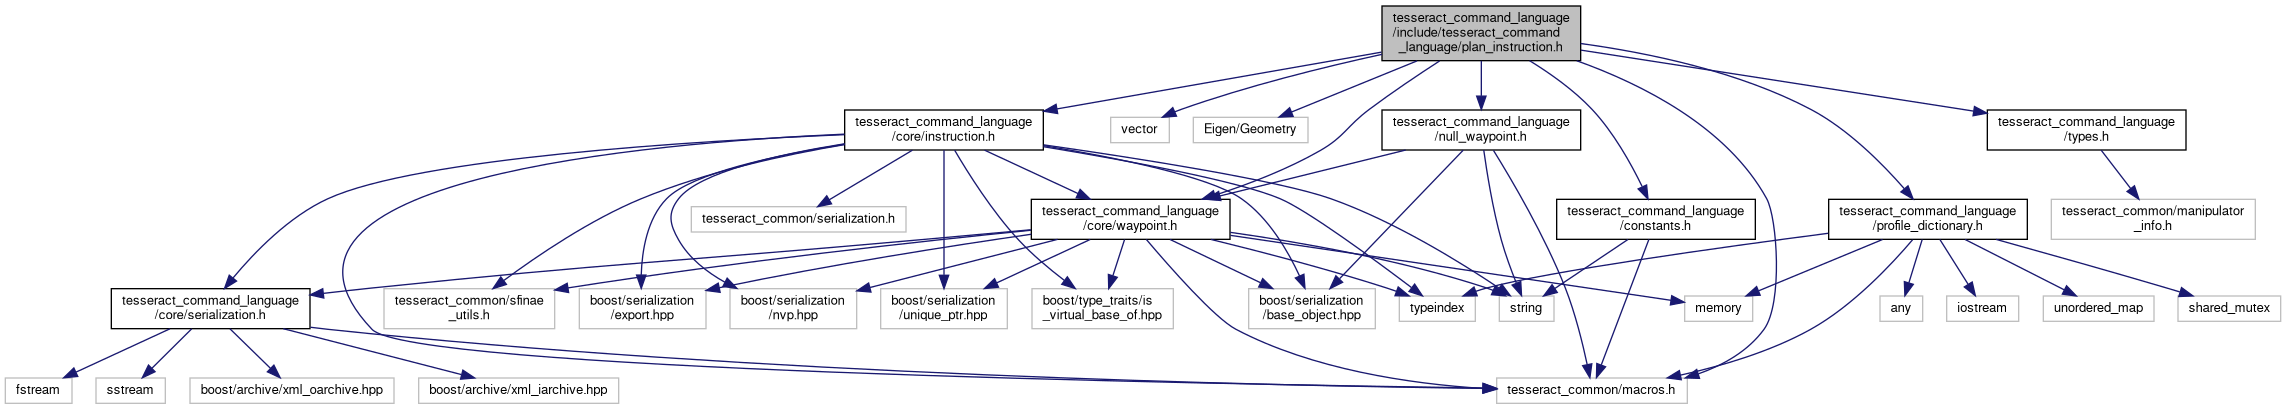 tesseract_command_language
/include/tesseract_command
_language/plan_instruction.h
tesseract_command_language
/core/instruction.h
vector
Eigen/Geometry
tesseract_command_language
/null_waypoint.h
tesseract_command_language
/types.h
tesseract_common/serialization.h
tesseract_command_language
/core/waypoint.h
tesseract_command_language
/constants.h
tesseract_command_language
/profile_dictionary.h
tesseract_common/manipulator
_info.h
tesseract_command_language
/core/serialization.h
tesseract_common/sfinae
_utils.h
boost/serialization
/export.hpp
boost/serialization
/nvp.hpp
boost/serialization
/unique_ptr.hpp
boost/type_traits/is
_virtual_base_of.hpp
boost/serialization
/base_object.hpp
typeindex
string
memory
any
iostream
unordered_map
shared_mutex
fstream
sstream
boost/archive/xml_oarchive.hpp
boost/archive/xml_iarchive.hpp
tesseract_common/macros.h